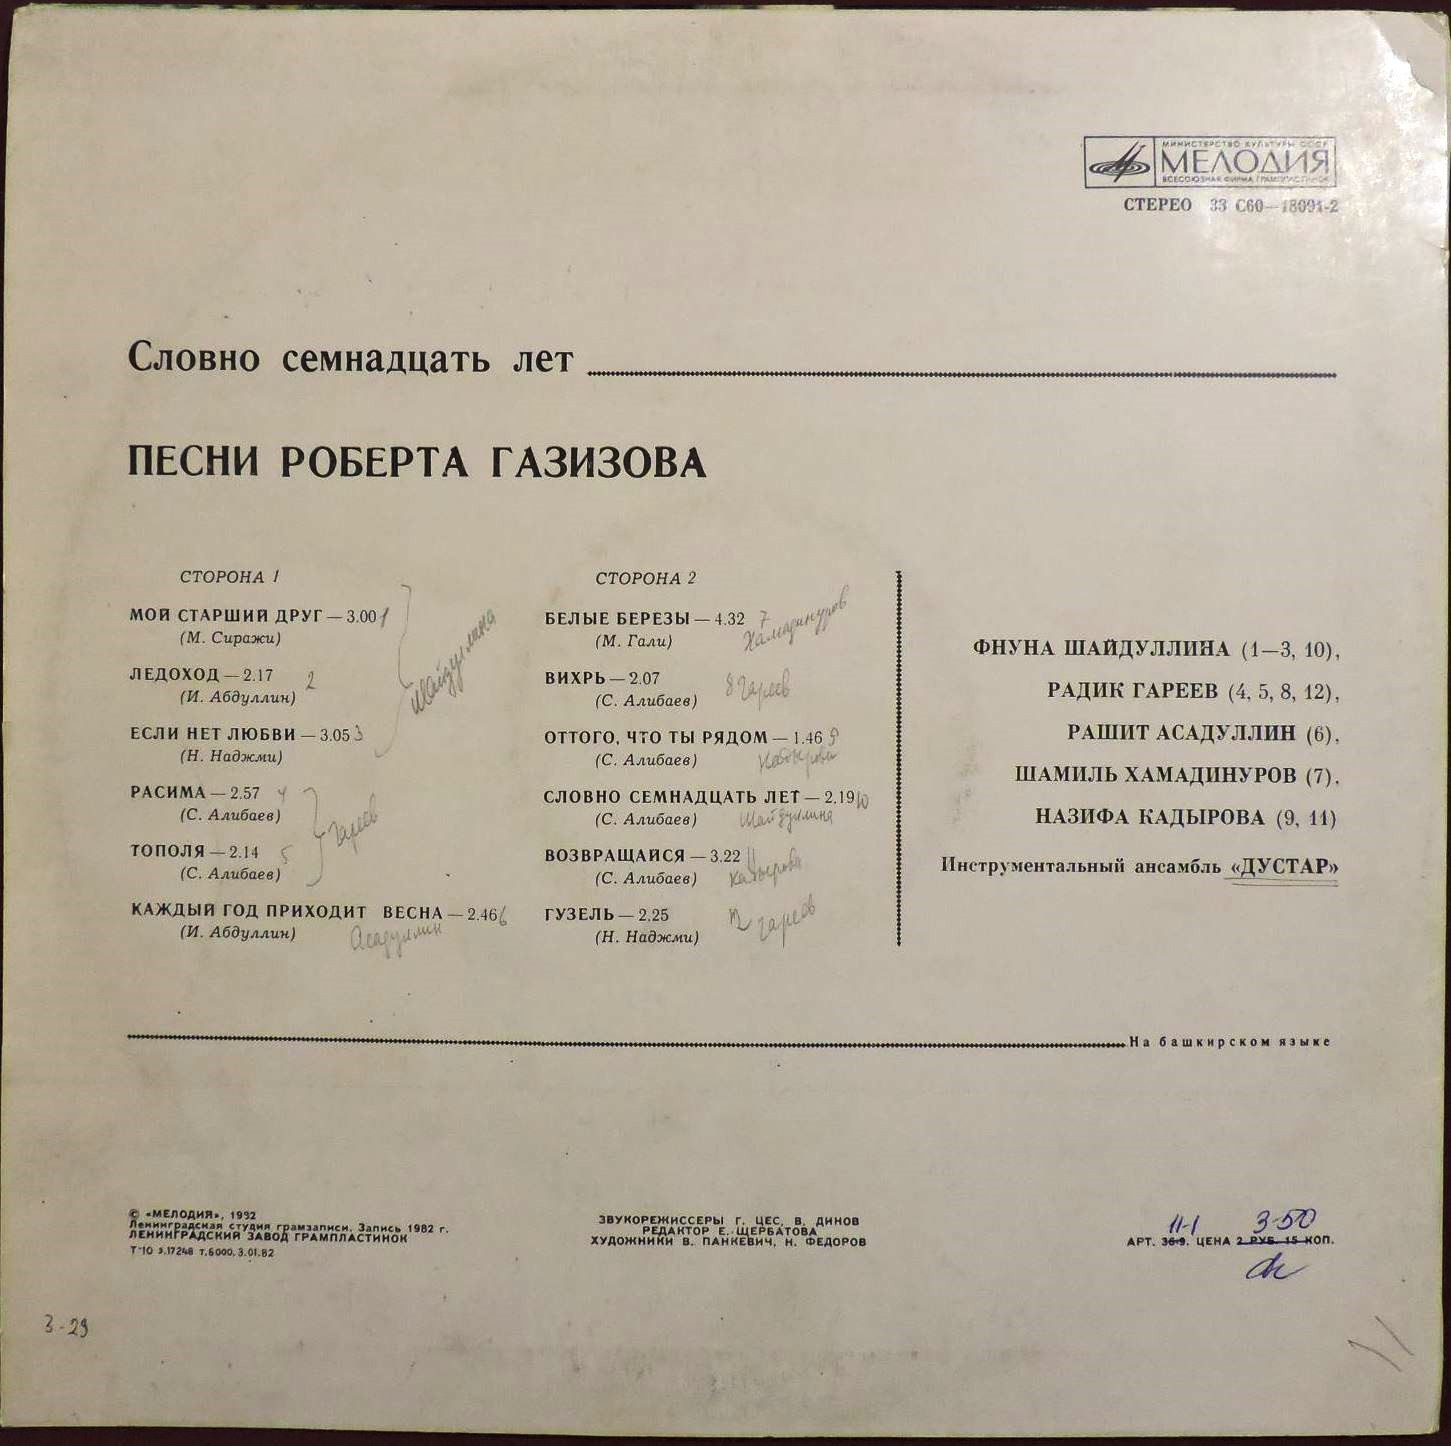 МИНИСТЕРСТВО КУЛЬТУРЫ СССР
МЕЛОДИЯ
ВСЕСОЮЗНАЯ ФИРМА ГРАМПЛАСТИНОК
СТЕРЕО 33 С60—18091-2
Словно семнадцать лет
ПЕСНИ РОБЕРТА ГАЗИЗОВА
СТОРОНА 1
МОЙ СТАРШИЙ ДРУГ — 3.00 1
(М. Сиражи)
ЛЕДОХОД — 2.17 2
(И. Абдуллин)
ЕСЛИ НЕТ ЛЮБВИ — 3.05 3
(Н. Наджми)
Шайдуллина
РАСИМА — 2.57 4
(С. Алибаев)
ТОПОЛЯ — 2.14 5
(С. Алибаев)
Гареев
КАЖДЫЙ ГОД ПРИХОДИТ ВЕСНА — 2.46 6
(И. Абдуллин) Асадуллин
СТОРОНА 2
БЕЛЫЕ БЕРЕЗЫ — 4.32 7
(М. Гали) Хамадинуров
ВИХРЬ — 2.07 8 Гареев
(С. Алибаев)
ОТТОГО, ЧТО ТЫ РЯДОМ — 1.46 9
(С. Алибаев) Кадырова
СЛОВНО СЕМНАДЦАТЬ ЛЕТ — 2.19 10
(С. Алибаев) Шайдуллина
ВОЗВРАЩАЙСЯ — 3.22 11
(С. Алибаев) Кадырова
ГУЗЕЛЬ — 2,25 12 Гареев
(Н. Наджми)
ФНУНА ШАЙДУЛЛИНА (1—3, 10),
РАДИК ГАРЕЕВ (4, 5, 8, 12),
РАШИТ АСАДУЛЛИН (6),
ШАМИЛЬ ХАМАДИНУРОВ (7),
НАЗИФА КАДЫРОВА (9, 11)
Инструментальный ансамбль «ДУСТАР»
На башкирском языке
© «МЕЛОДИЯ», 1982
Ленинградская студия грамзаписи. Запись 1982 г.
ЛЕНИНГРАДСКИЙ ЗАВОД ГРАМПЛАСТИНОК
Т-10 з.17248 т.6000.3.01.82
ЗВУКОРЕЖИССЕРЫ Г. ЦЕС, В. ДИНОВ
РЕДАКТОР Е. ЩЕРБАТОВА
ХУДОЖНИКИ В. ПАНКЕВИЧ, Н. ФЕДОРОВ
11-1 3-50
АРТ. 36-9. ЦЕНА 2 РУБ. 15 КОП.
3-29